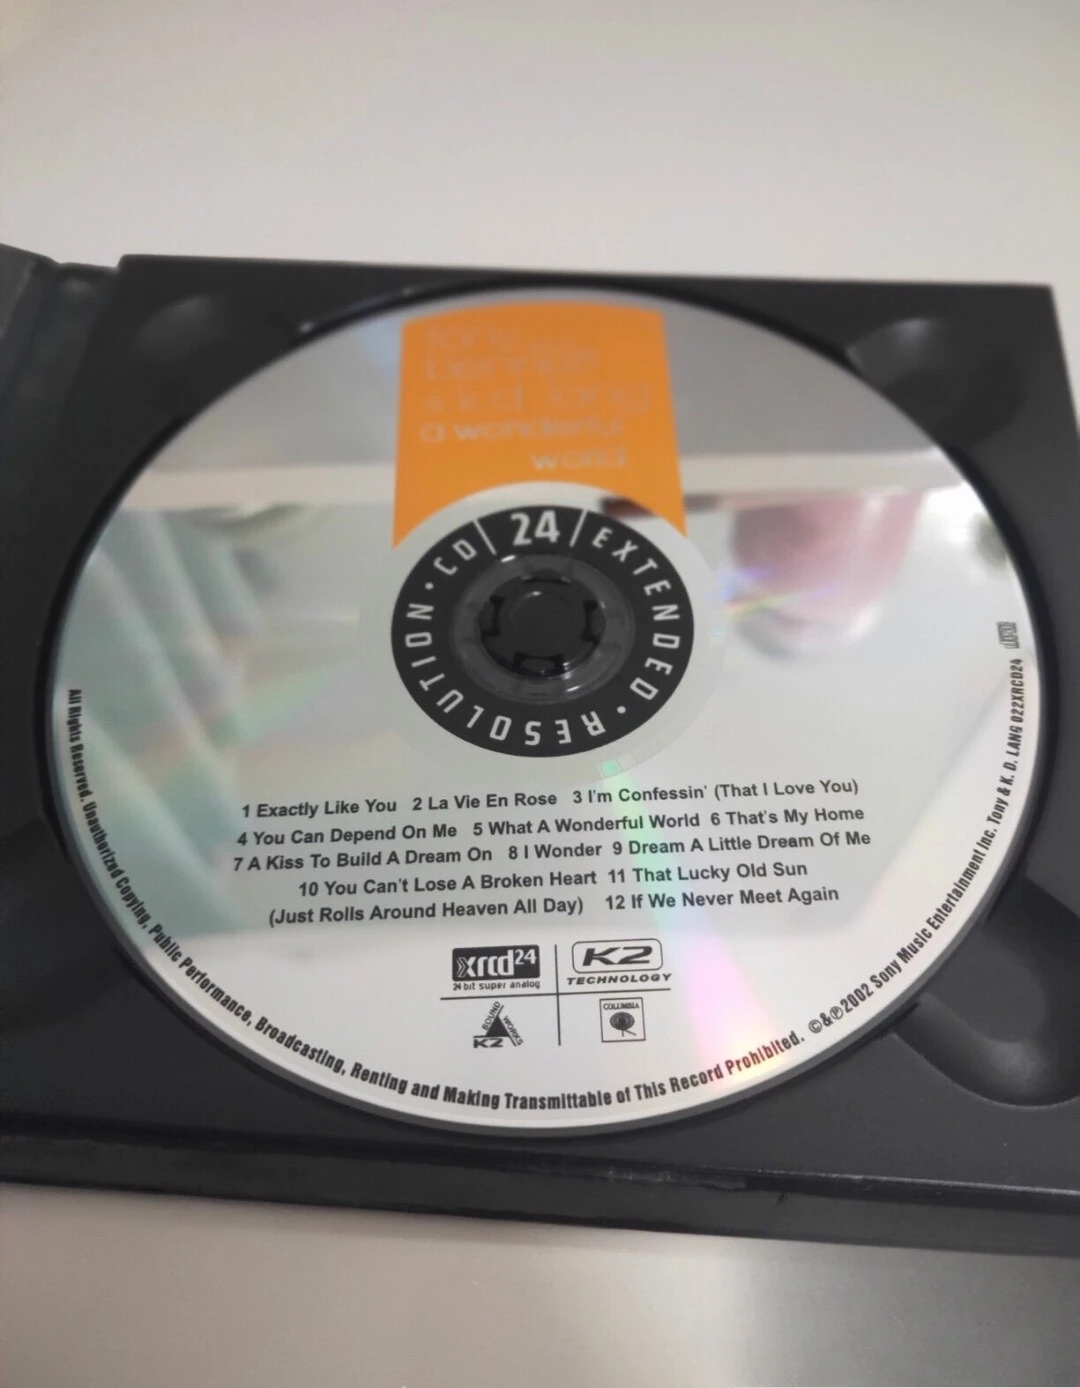 tony
bennett
& k.d. lang
a wonderful
world
CD | 24 | EXTENDED • RESOLUTION •
1 Exactly Like You 2 La Vie En Rose 3 I'm Confessin' (That I Love You)
4 You Can Depend On Me 5 What A Wonderful World 6 That's My Home
7 A Kiss To Build A Dream On 8 I Wonder 9 Dream A Little Dream Of Me
10 You Can't Lose A Broken Heart 11 That Lucky Old Sun
(Just Rolls Around Heaven All Day) 12 If We Never Meet Again
xrcd24
24 bit super analog
K2
TECHNOLOGY
SOUND WORKS
K2
COLUMBIA
All Rights Reserved. Unauthorized Copying, Public Performance, Broadcasting, Renting and Making Transmittable of This Record Prohibited. ©&℗2002 Sony Music Entertainment Inc. Tony & K. D. LANG 022XRCD24